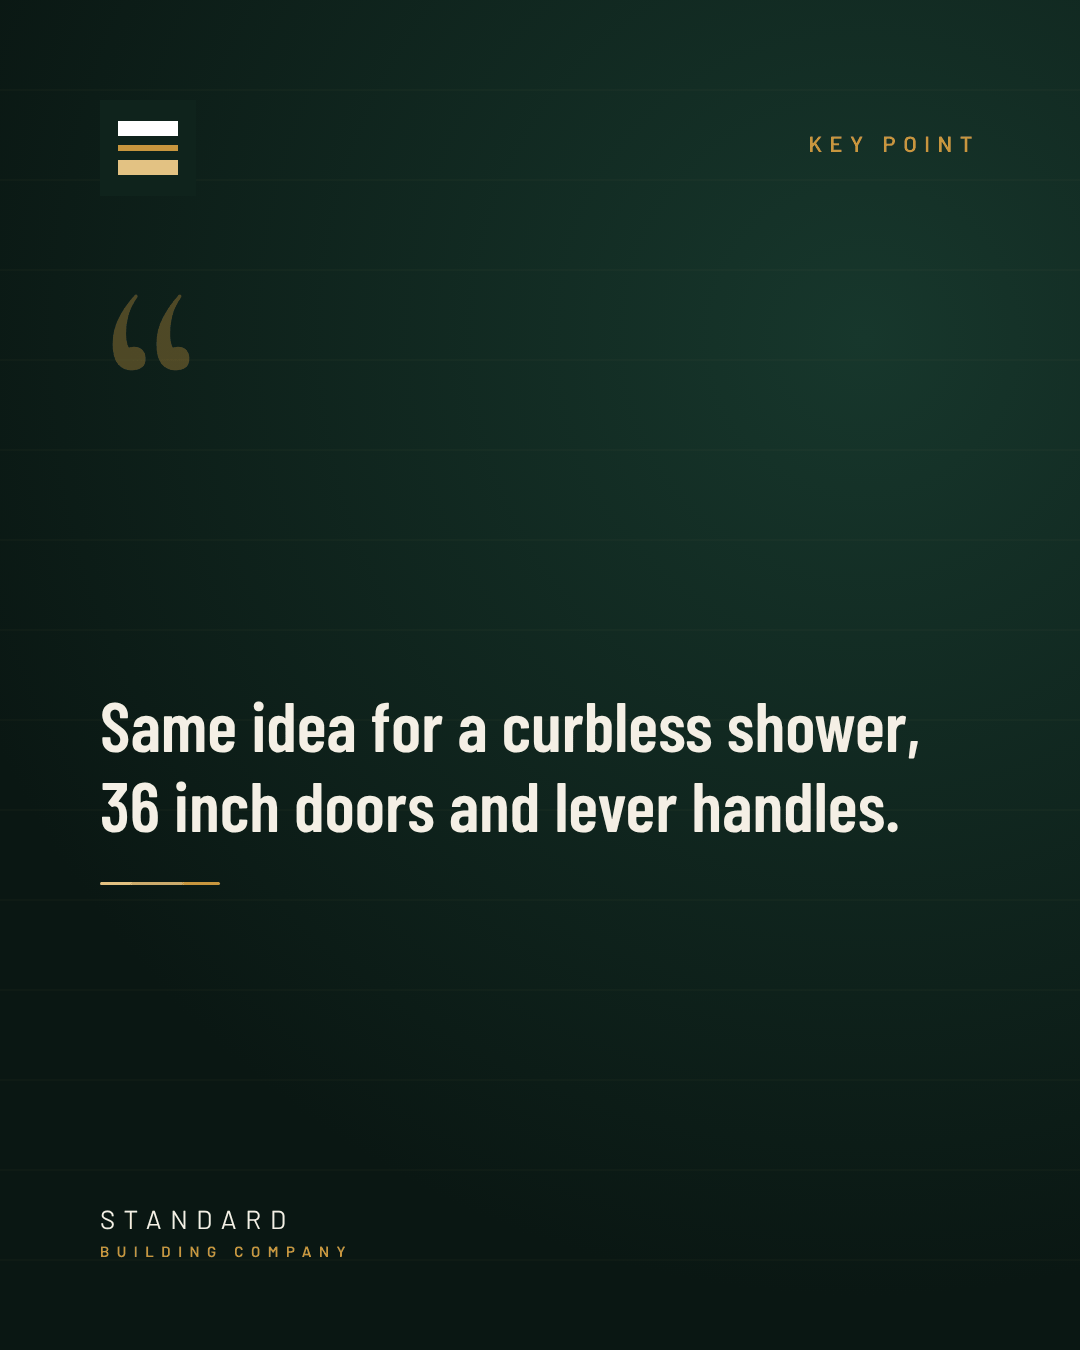 KEY POINT
“
Same idea for a curbless shower,
36 inch doors and lever handles.
STANDARD
BUILDING COMPANY